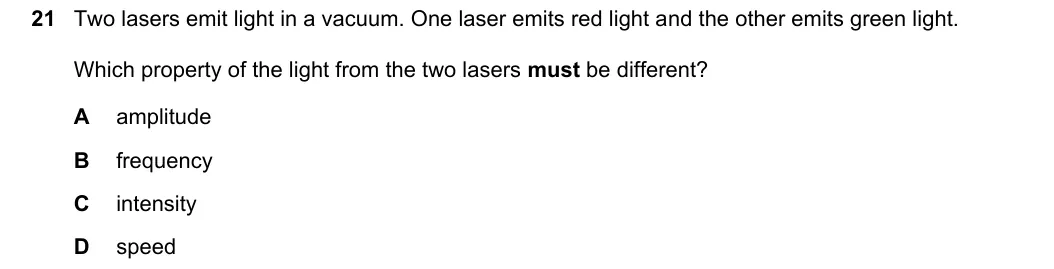 21 Two lasers emit light in a vacuum. One laser emits red light and the other emits green light.
Which property of the light from the two lasers must be different?
A amplitude
B frequency
C intensity
D speed